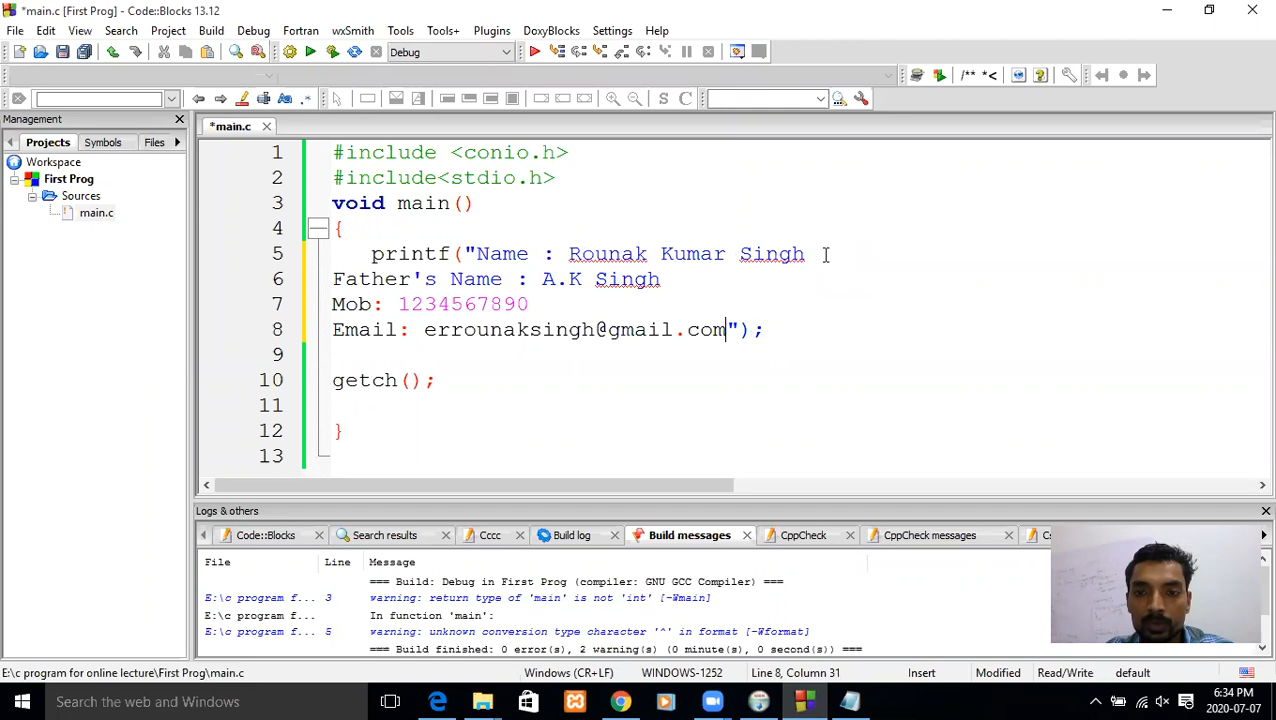 *main.c [First Prog] - Code::Blocks 13.12
File Edit View Search Project Build Debug Fortran wxSmith Tools Tools+ Plugins DoxyBlocks Settings Help
Debug
/** *<
S C
Management
Projects Symbols Files
*main.c
Workspace
First Prog
Sources
main.c
1 #include <conio.h>
2 #include<stdio.h>
3 void main()
4 {
5 printf("Name : Rounak Kumar Singh
6 Father's Name : A.K Singh
7 Mob: 1234567890
8 Email: errounaksingh@gmail.com");
9
10 getch();
11
12 }
13
Logs & others
Code::Blocks Search results Cccc Build log Build messages CppCheck CppCheck messages
File Line Message
=== Build: Debug in First Prog (compiler: GNU GCC Compiler) ===
E:\c program f... 3 warning: return type of 'main' is not 'int' [-Wmain]
E:\c program f... In function 'main':
E:\c program f... 5 warning: unknown conversion type character '^' in format [-Wformat]
=== Build finished: 0 error(s), 2 warning(s) (0 minute(s), 0 second(s)) ===
E:\c program for online lecture\First Prog\main.c Windows (CR+LF) WINDOWS-1252 Line 8, Column 31 Insert Modified Read/Write default
Search the web and Windows
6:34 PM
2020-07-07